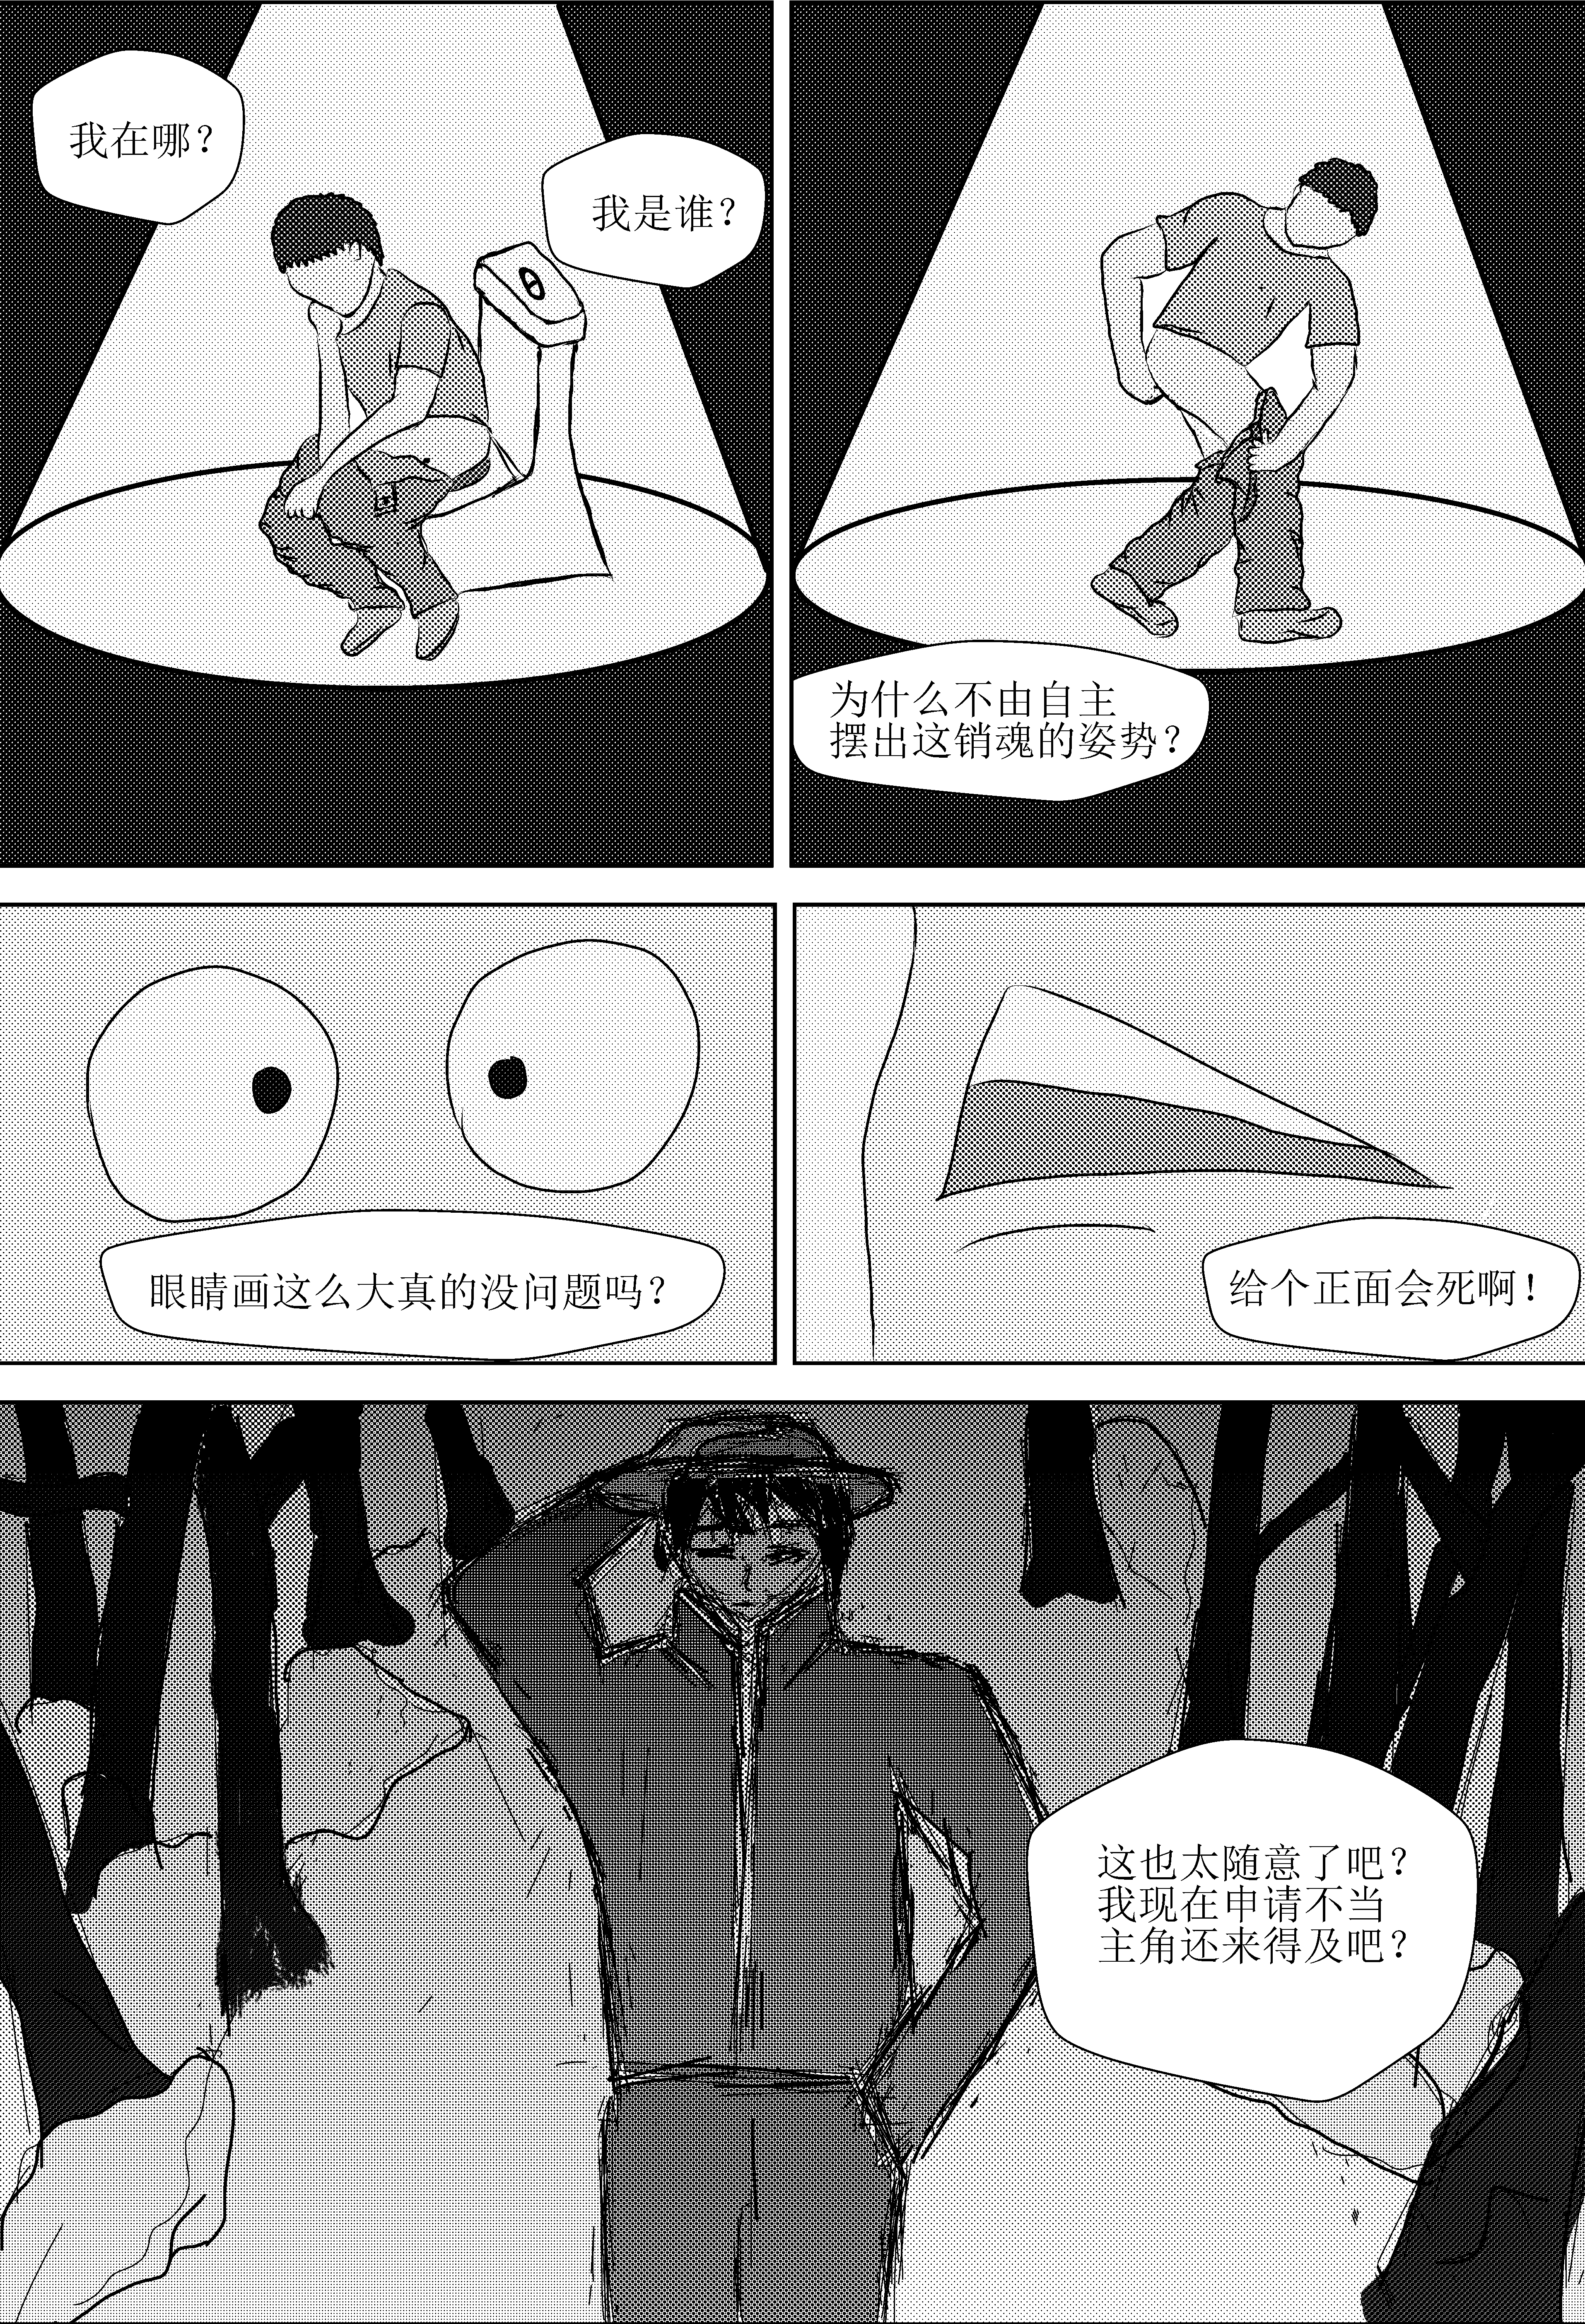 我在哪？
我是谁？
为什么不由自主
摆出这销魂的姿势？
眼睛画这么大真的没问题吗？
给个正面会死啊！
这也太随意了吧？
我现在申请不当
主角还来得及吧？